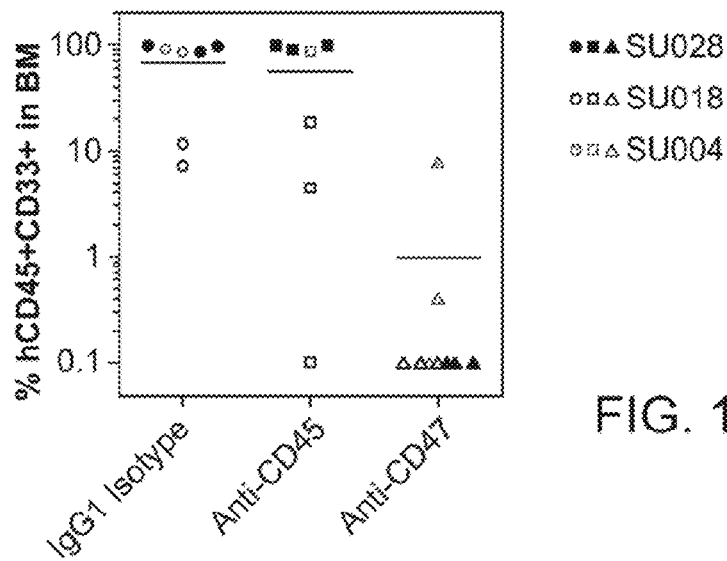 % hCD45+CD33+ in BM
100
10
1
0.1
IgG1 Isotype
Anti-CD45
Anti-CD47
SU028
SU018
SU004
FIG. 1